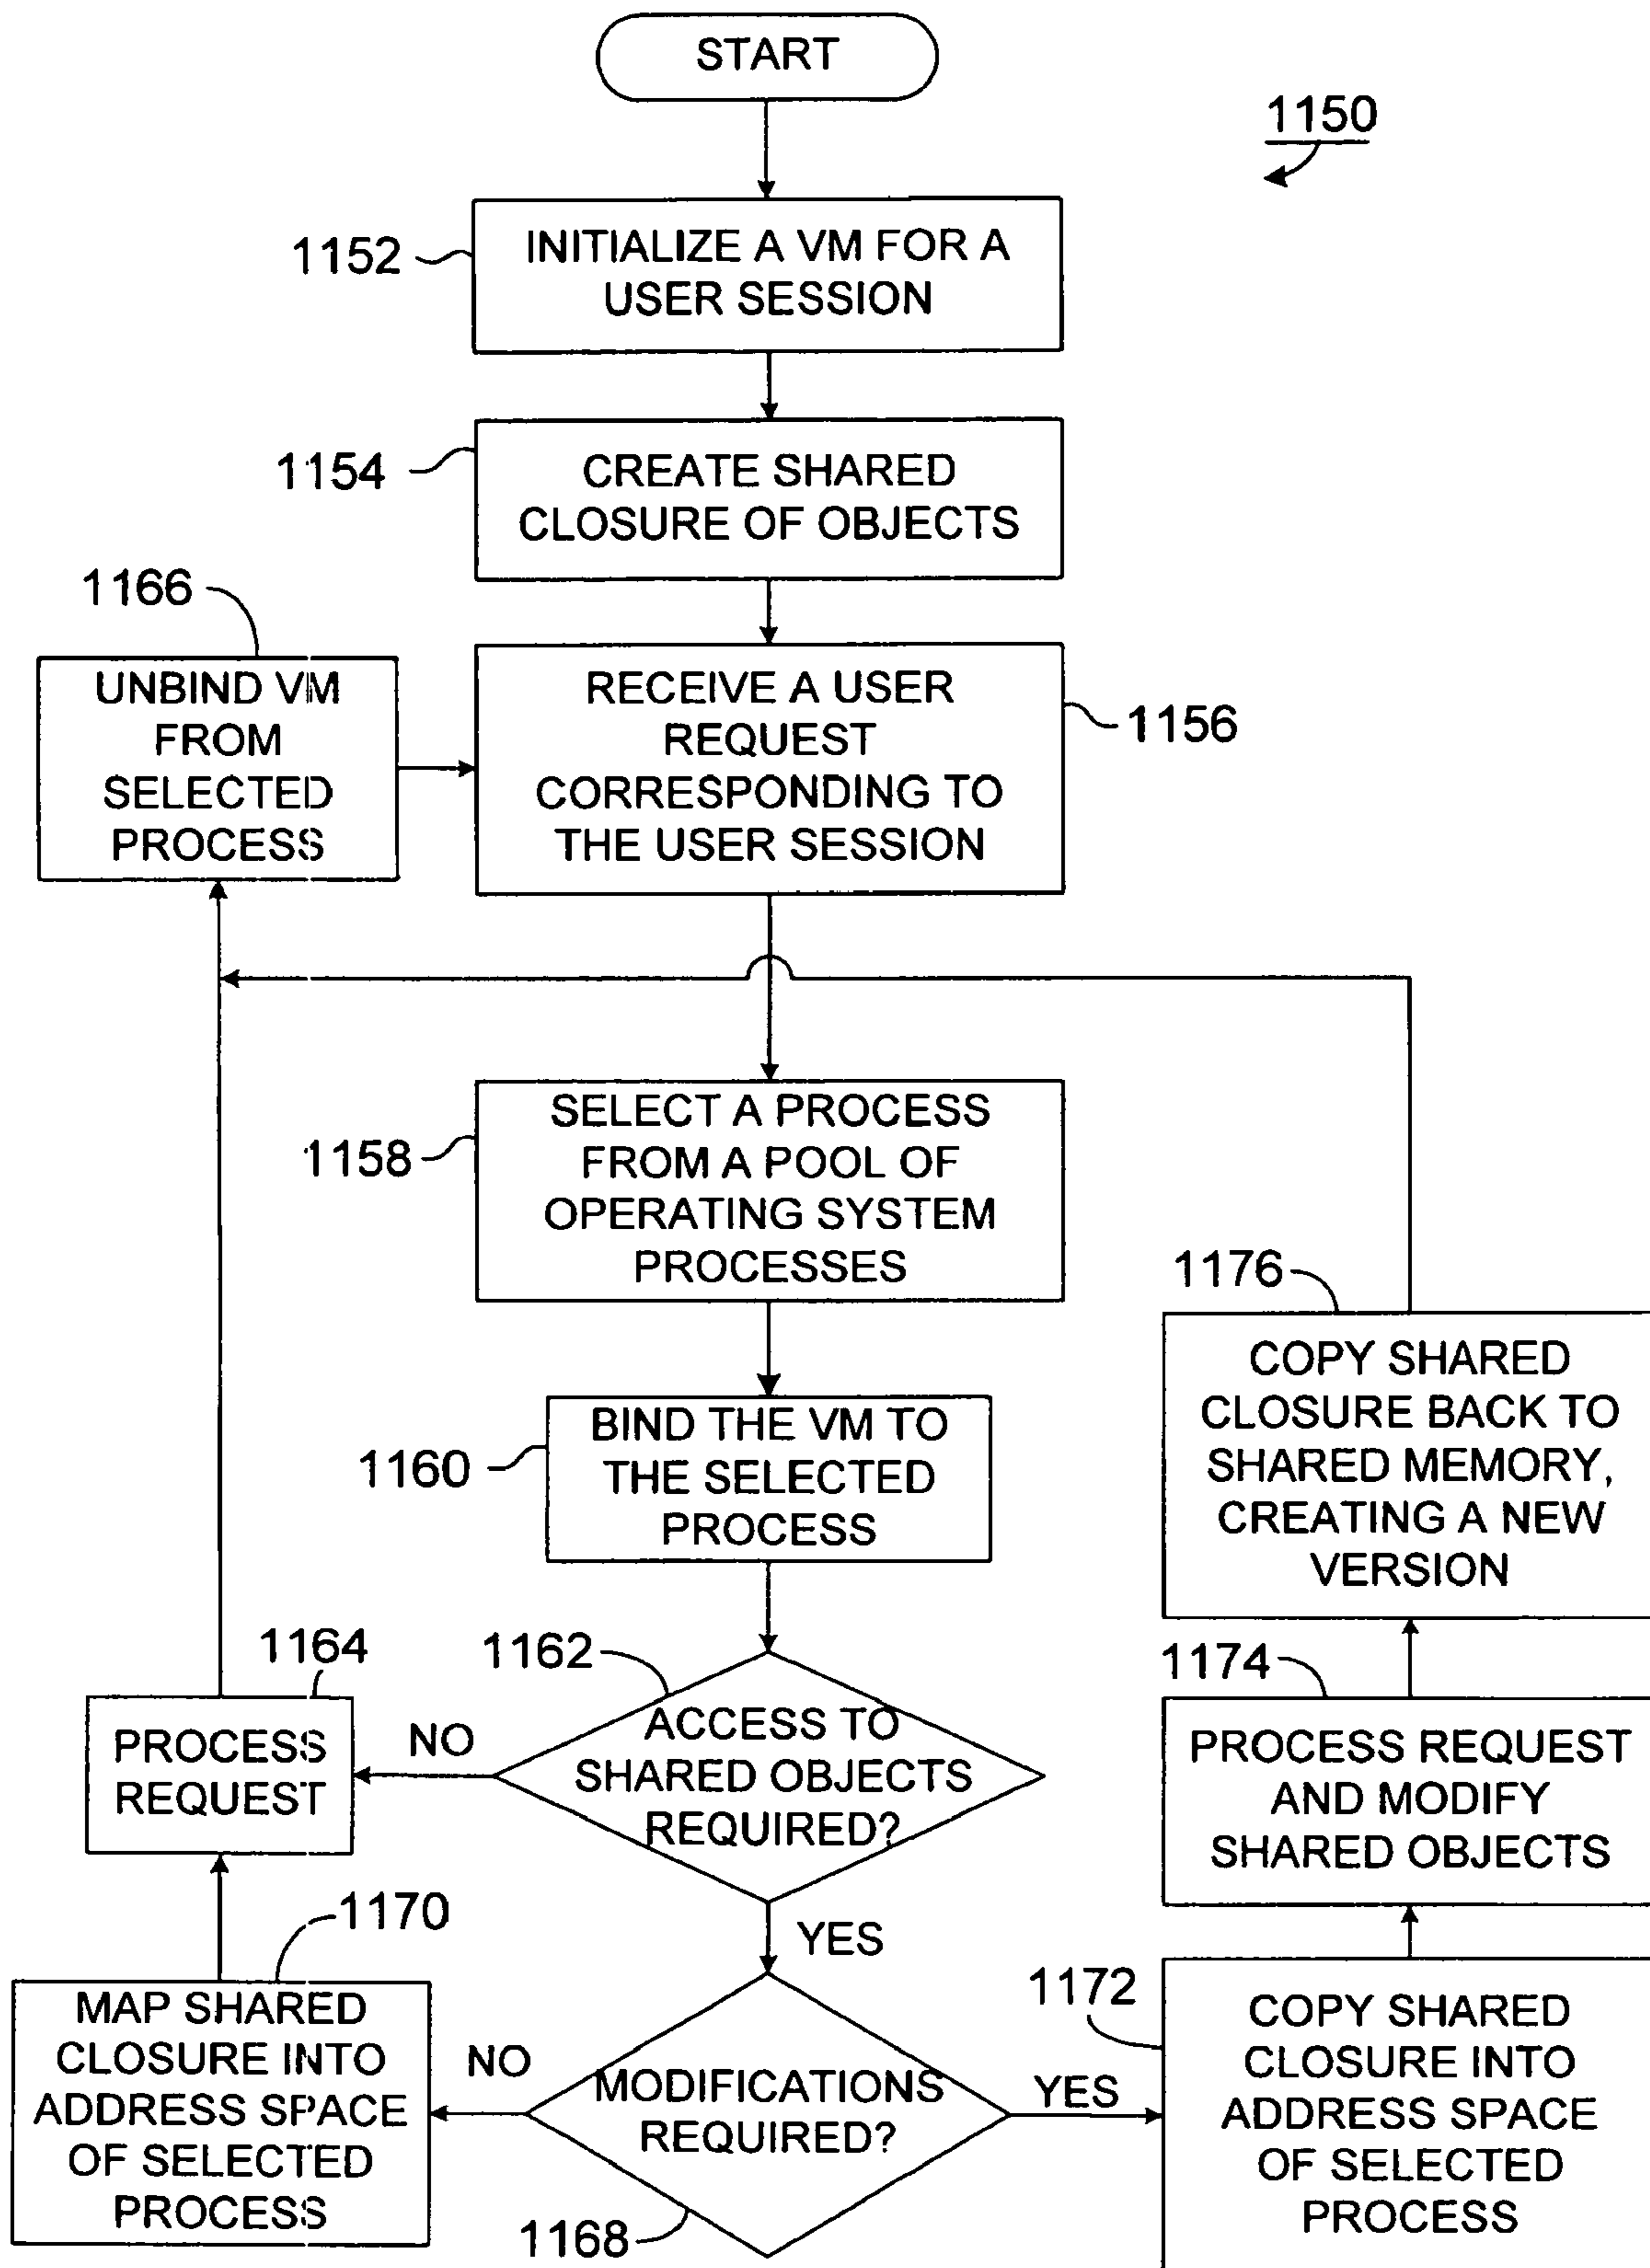 START
1150
1152
INITIALIZE A VM FOR A
USER SESSION
1154
CREATE SHARED
CLOSURE OF OBJECTS
1166
UNBIND VM
FROM
SELECTED
PROCESS
RECEIVE A USER
REQUEST
CORRESPONDING TO
THE USER SESSION
1156
1158
SELECT A PROCESS
FROM A POOL OF
OPERATING SYSTEM
PROCESSES
1160
BIND THE VM TO
THE SELECTED
PROCESS
1176
COPY SHARED
CLOSURE BACK TO
SHARED MEMORY,
CREATING A NEW
VERSION
1164
PROCESS
REQUEST
NO
1162
ACCESS TO
SHARED OBJECTS
REQUIRED?
YES
1174
PROCESS REQUEST
AND MODIFY
SHARED OBJECTS
1170
MAP SHARED
CLOSURE INTO
ADDRESS SPACE
OF SELECTED
PROCESS
NO
MODIFICATIONS
REQUIRED?
1168
YES
1172
COPY SHARED
CLOSURE INTO
ADDRESS SPACE
OF SELECTED
PROCESS